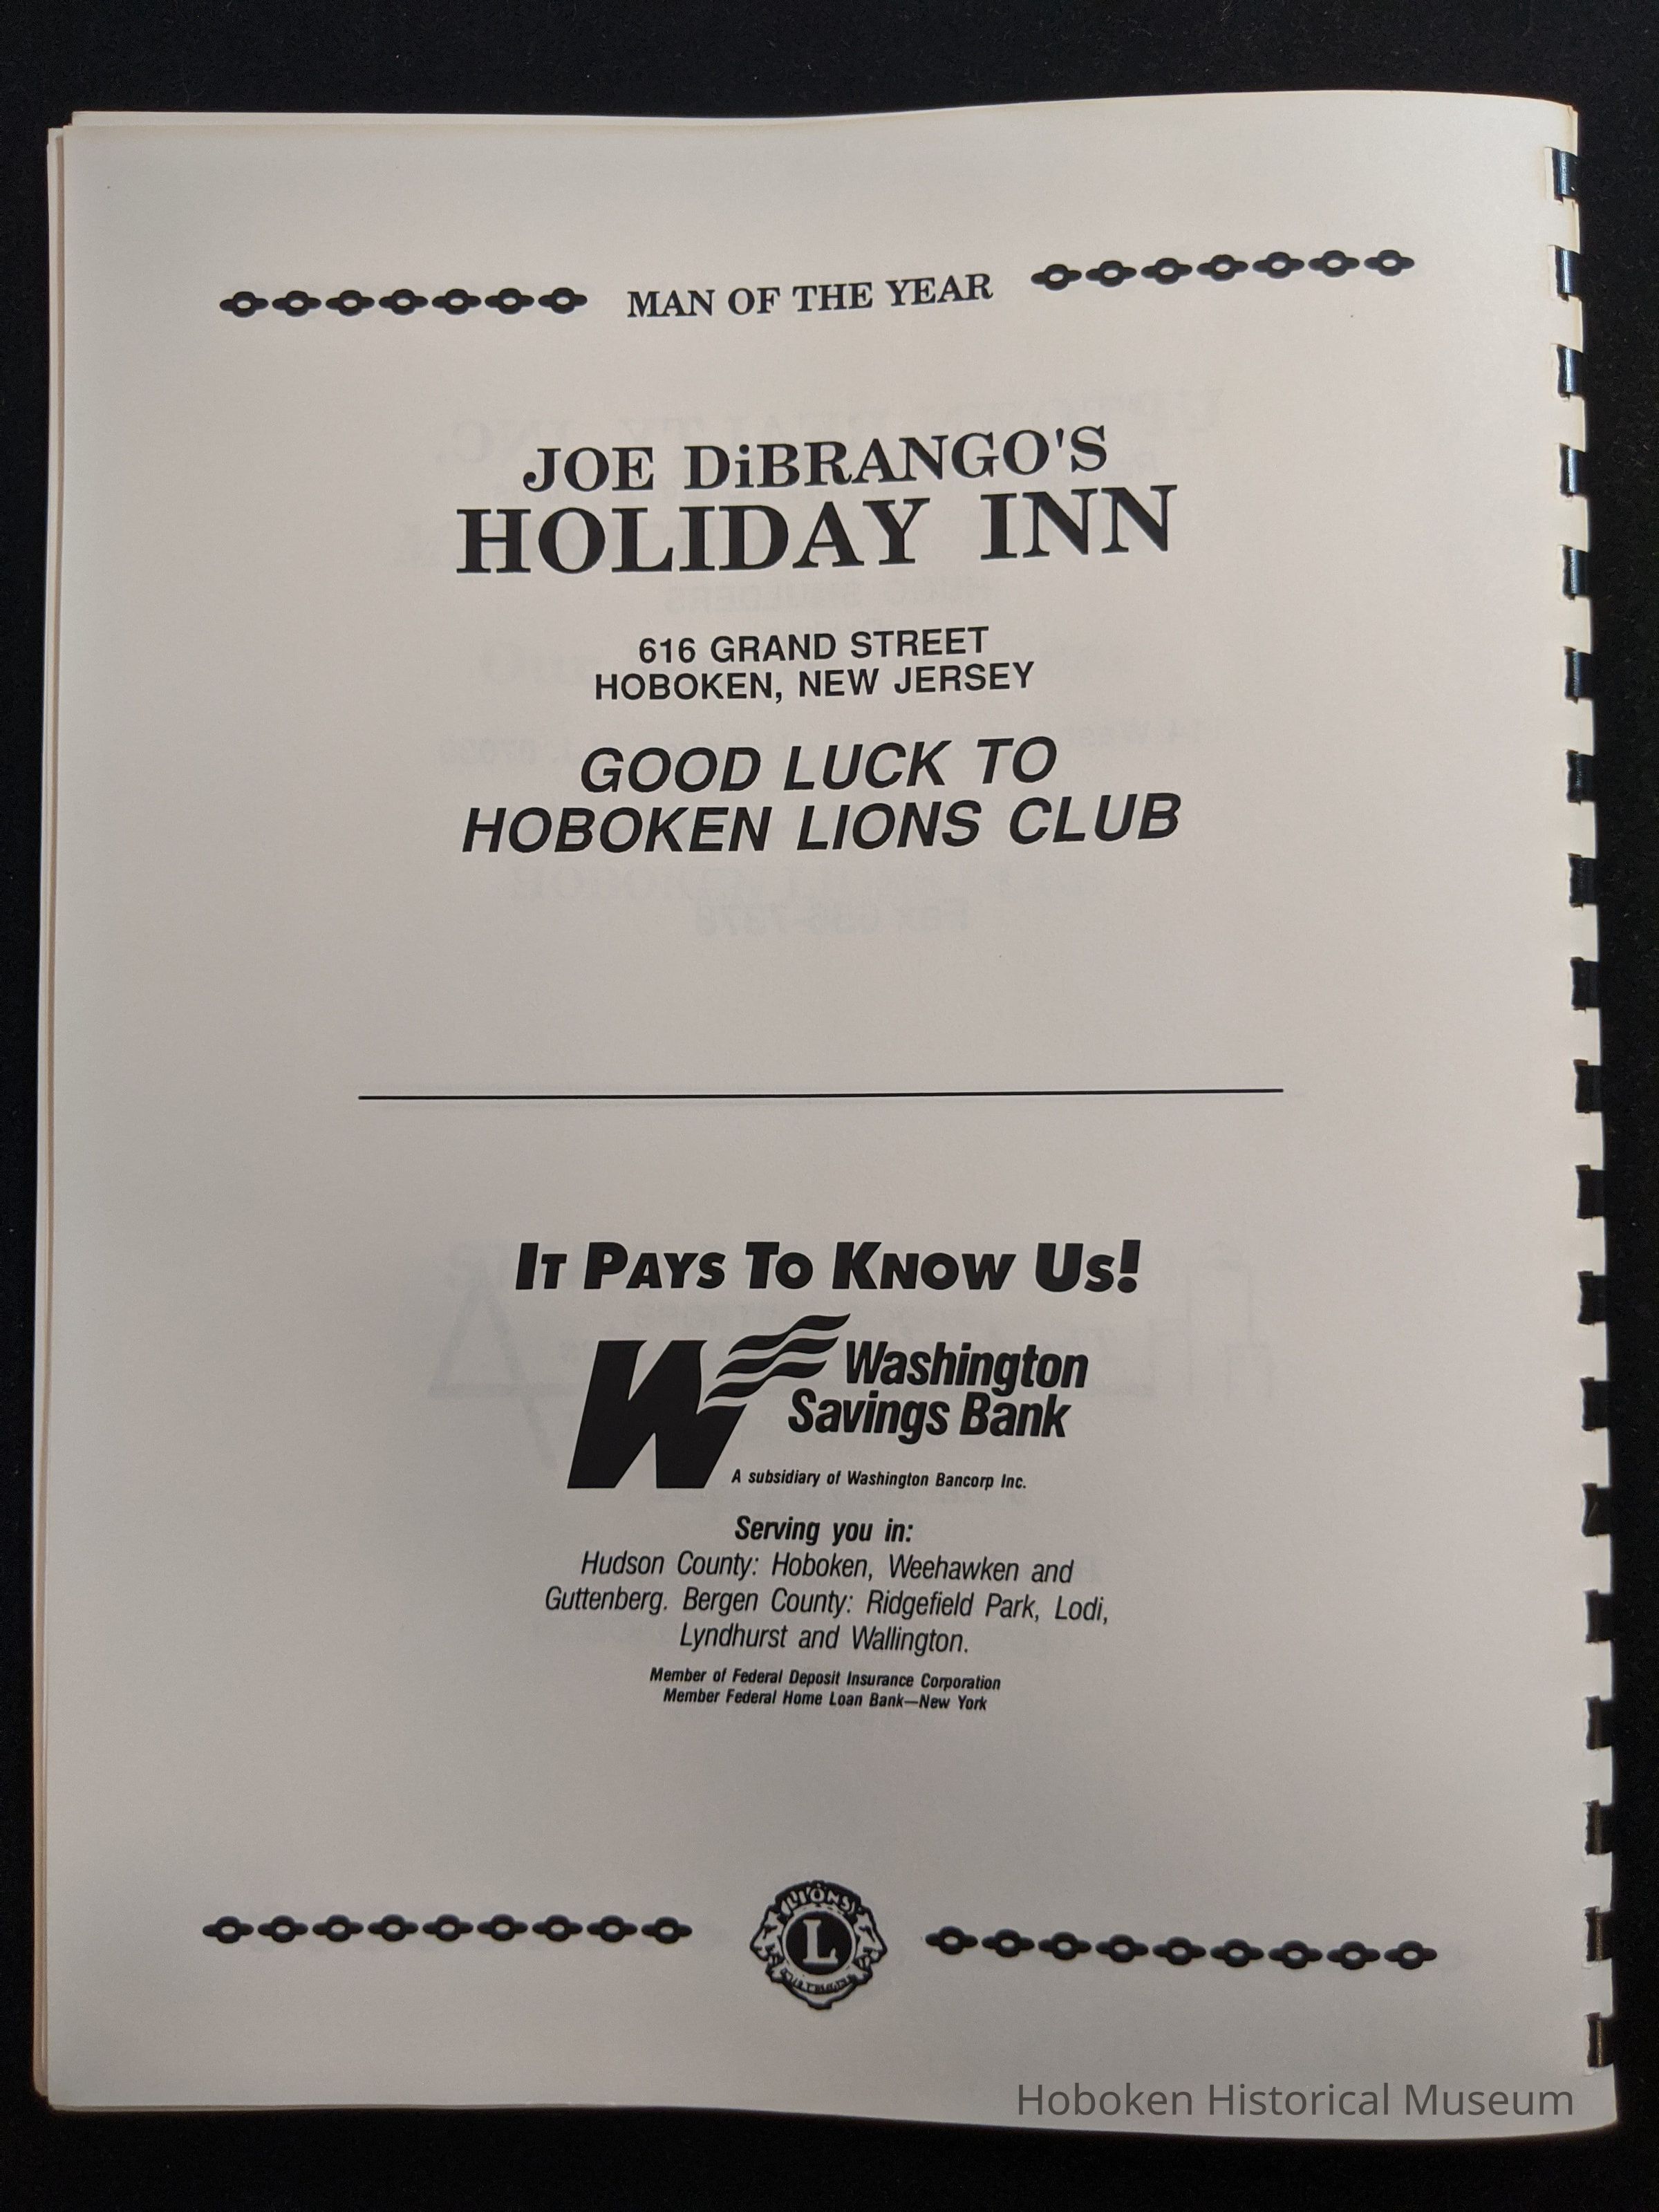 MAN OF THE YEAR
JOE DiBRANGO'S
HOLIDAY INN
616 GRAND STREET
HOBOKEN, NEW JERSEY
GOOD LUCK TO
HOBOKEN LIONS CLUB
IT PAYS TO KNOW US!
W Washington
Savings Bank
A subsidiary of Washington Bancorp Inc.
Serving you in:
Hudson County: Hoboken, Weehawken and
Guttenberg. Bergen County: Ridgefield Park, Lodi,
Lyndhurst and Wallington.
Member of Federal Deposit Insurance Corporation
Member Federal Home Loan Bank—New York
LIONS
L
Hoboken Historical Museum